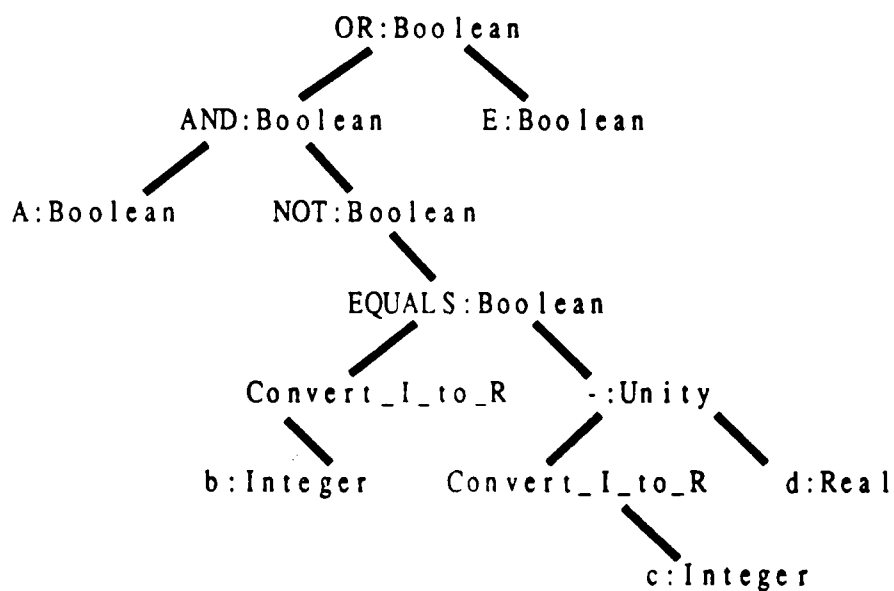 OR:Boolean
AND:Boolean E:Boolean
A:Boolean NOT:Boolean
EQUALS:Boolean
Convert_I_to_R -:Unity
b:Integer Convert_I_to_R d:Real
c:Integer